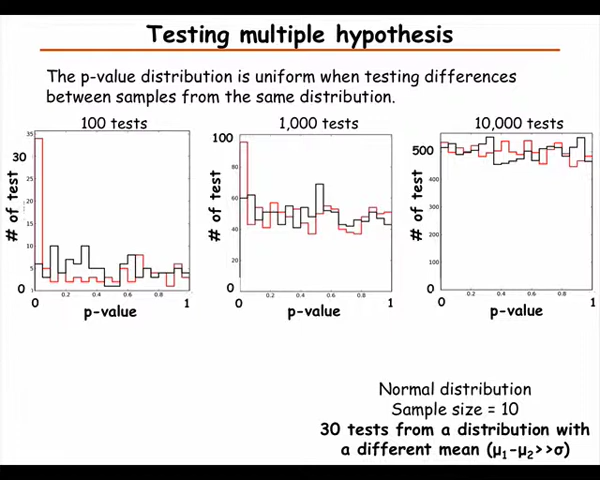 Testing multiple hypothesis
The p-value distribution is uniform when testing differences
between samples from the same distribution.
100 tests
1,000 tests
10,000 tests
# of test
35
30
25
15
10
5
0
0
0.2
0.4
0.6
0.8
1
p-value
# of test
100
80
60
40
20
0
0
0.2
0.4
0.6
0.8
1
p-value
# of test
500
400
300
200
100
0
0
0.2
0.4
0.6
0.8
1
p-value
Normal distribution
Sample size = 10
30 tests from a distribution with
a different mean (μ1-μ2>>σ)